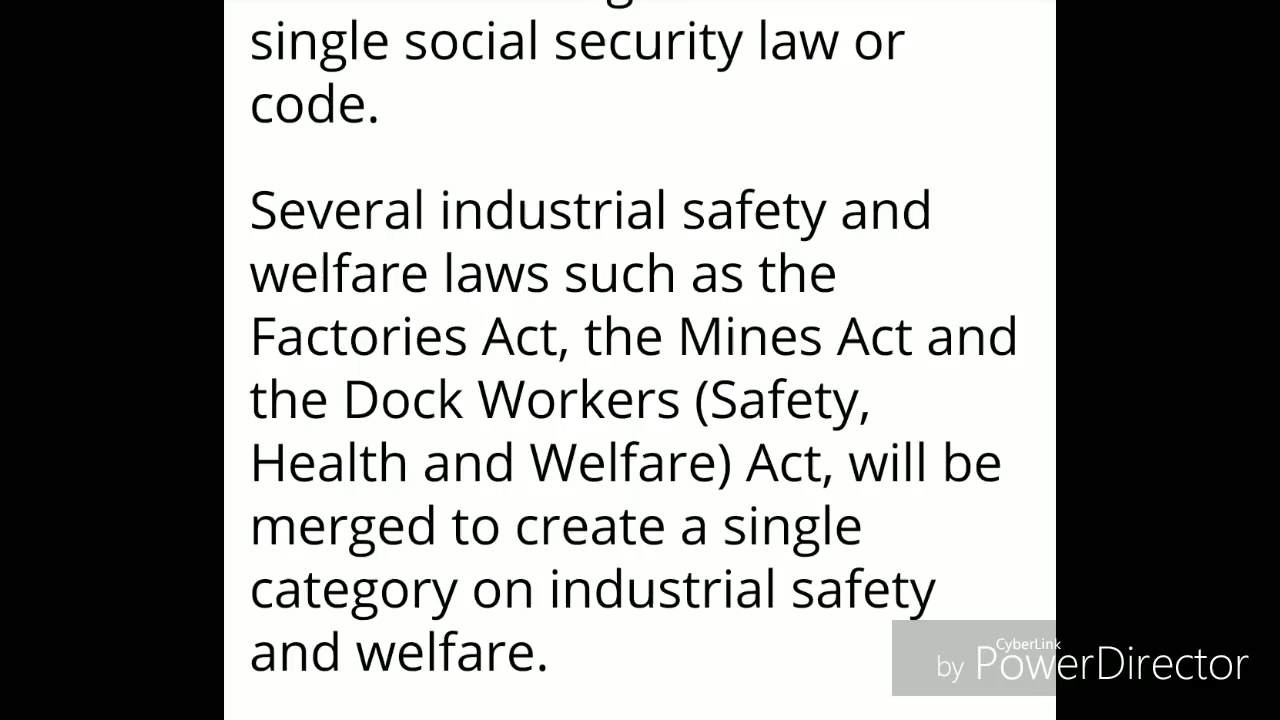 single social security law or
code.
Several industrial safety and
welfare laws such as the
Factories Act, the Mines Act and
the Dock Workers (Safety,
Health and Welfare) Act, will be
merged to create a single
category on industrial safety
and welfare.
CyberLink
by PowerDirector